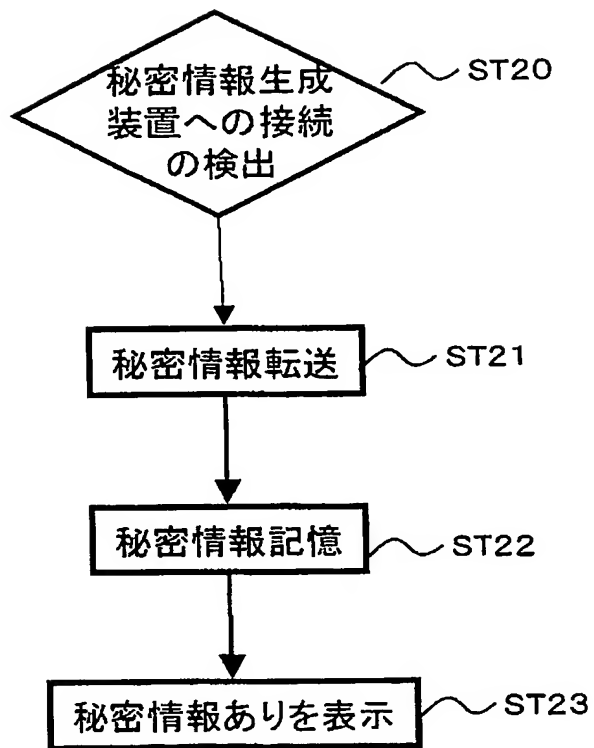 秘密情報生成
装置への接続
の検出
ST20
秘密情報転送
ST21
秘密情報記憶
ST22
秘密情報ありを表示
ST23